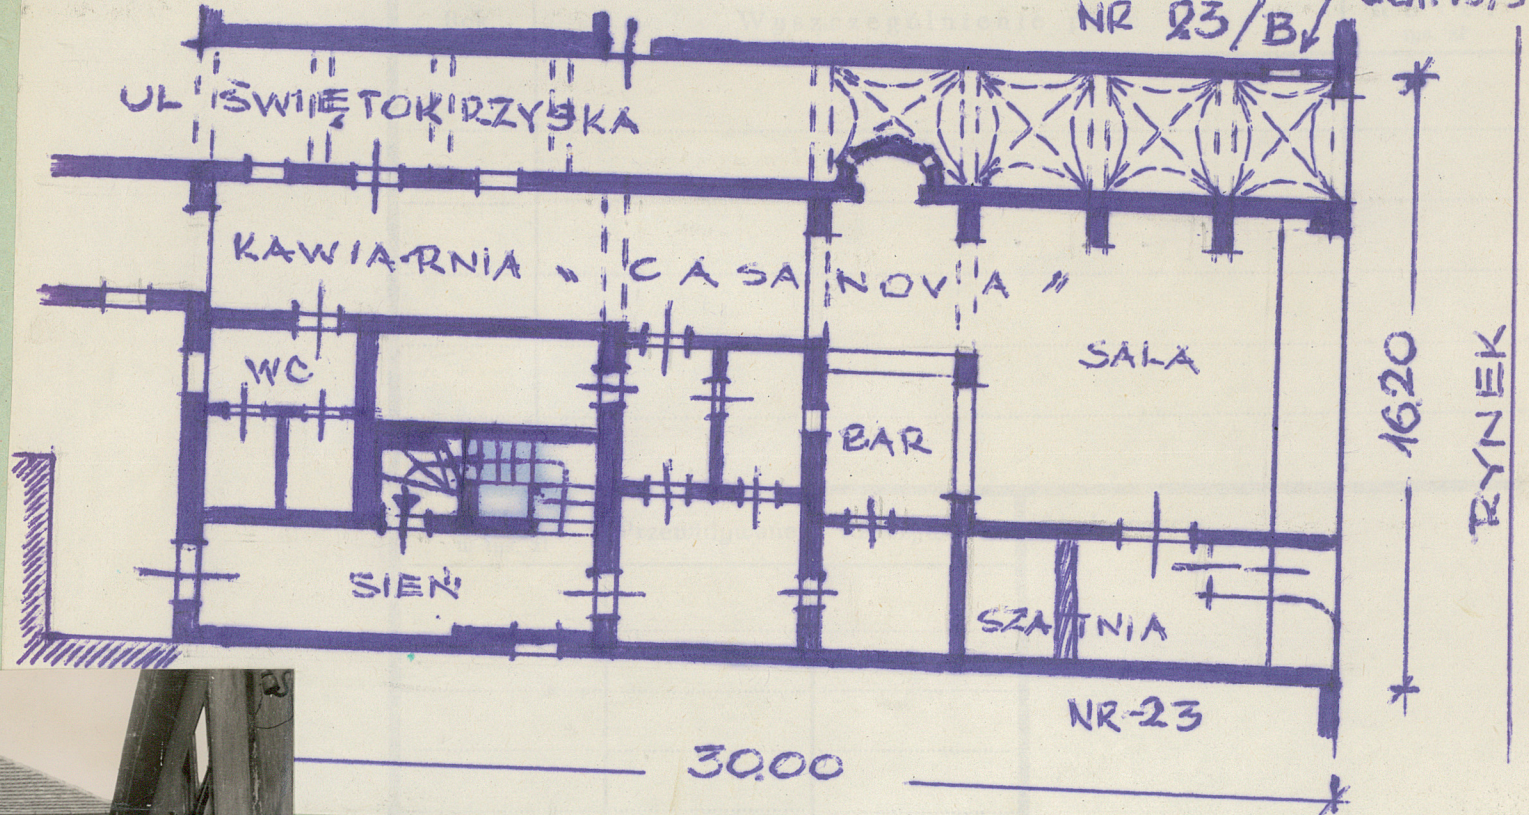 NR 23/B
UL ŚWIĘTOKRZYSKA
KAWIARNIA „CASANOVA"
SALA
WC
BAR
SIEŃ
SZATNIA
16.20
RYNEK
NR-23
30.00